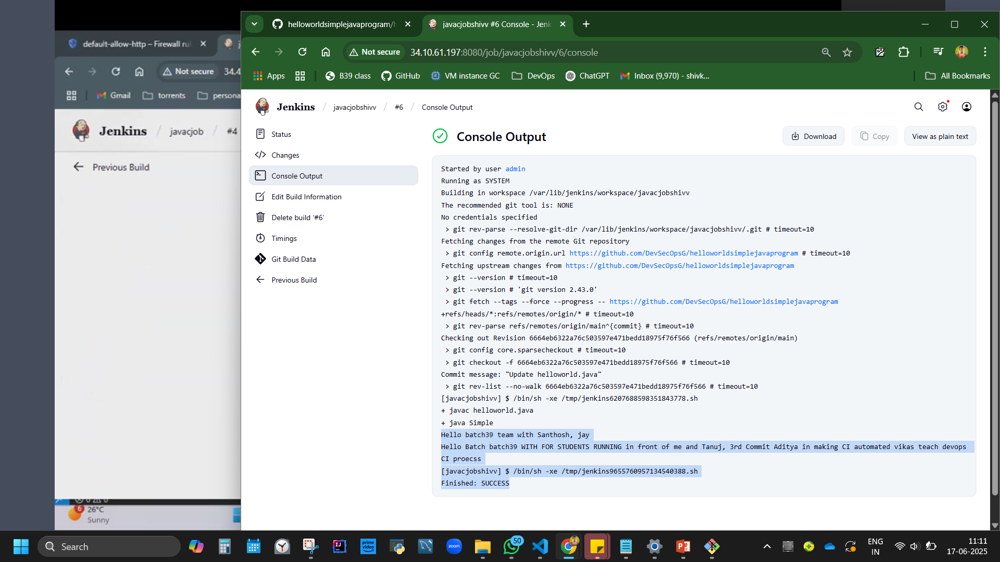 default-allow-http – Firewall rul
Not secure
34.4
Gmail
torrents
persona
Jenkins / javacjob / #4
Previous Build
26°C
Sunny
helloworldsimplejavaprogram/h
javacjobshivv #6 Console - Jenk
Not secure
34.10.61.197:8080/job/javacjobshivv/6/console
Apps
B39 class
GitHub
VM instance GC
DevOps
ChatGPT
Inbox (9,970) - shivk...
All Bookmarks
Jenkins / javacjobshivv / #6 / Console Output
Status
Changes
Console Output
Edit Build Information
Delete build ‘#6’
Timings
Git Build Data
Previous Build
Console Output
Download
Copy
View as plain text
Started by user admin
Running as SYSTEM
Building in workspace /var/lib/jenkins/workspace/javacjobshivv
The recommended git tool is: NONE
No credentials specified
> git rev-parse --resolve-git-dir /var/lib/jenkins/workspace/javacjobshivv/.git # timeout=10
Fetching changes from the remote Git repository
> git config remote.origin.url https://github.com/DevSecOpsG/helloworldsimplejavaprogram # timeout=10
Fetching upstream changes from https://github.com/DevSecOpsG/helloworldsimplejavaprogram
> git --version # timeout=10
> git --version # 'git version 2.43.0'
> git fetch --tags --force --progress -- https://github.com/DevSecOpsG/helloworldsimplejavaprogram
+refs/heads/*:refs/remotes/origin/* # timeout=10
> git rev-parse refs/remotes/origin/main^{commit} # timeout=10
Checking out Revision 6664eb6322a76c503597e471bedd18975f76f566 (refs/remotes/origin/main)
> git config core.sparsecheckout # timeout=10
> git checkout -f 6664eb6322a76c503597e471bedd18975f76f566 # timeout=10
Commit message: "Update helloworld.java"
> git rev-list --no-walk 6664eb6322a76c503597e471bedd18975f76f566 # timeout=10
[javacjobshivv] $ /bin/sh -xe /tmp/jenkins6207688598351843778.sh
+ javac helloworld.java
+ java Simple
Hello batch39 team with Santhosh, jay
Hello Batch batch39 WITH FOR STUDENTS RUNNING in front of me and Tanuj, 3rd Commit Aditya in making CI automated vikas teach devops
CI proecss
[javacjobshivv] $ /bin/sh -xe /tmp/jenkins9655760957134540388.sh
Finished: SUCCESS
Search
prime video
zoom
50
ENG
IN
11:11
17-06-2025